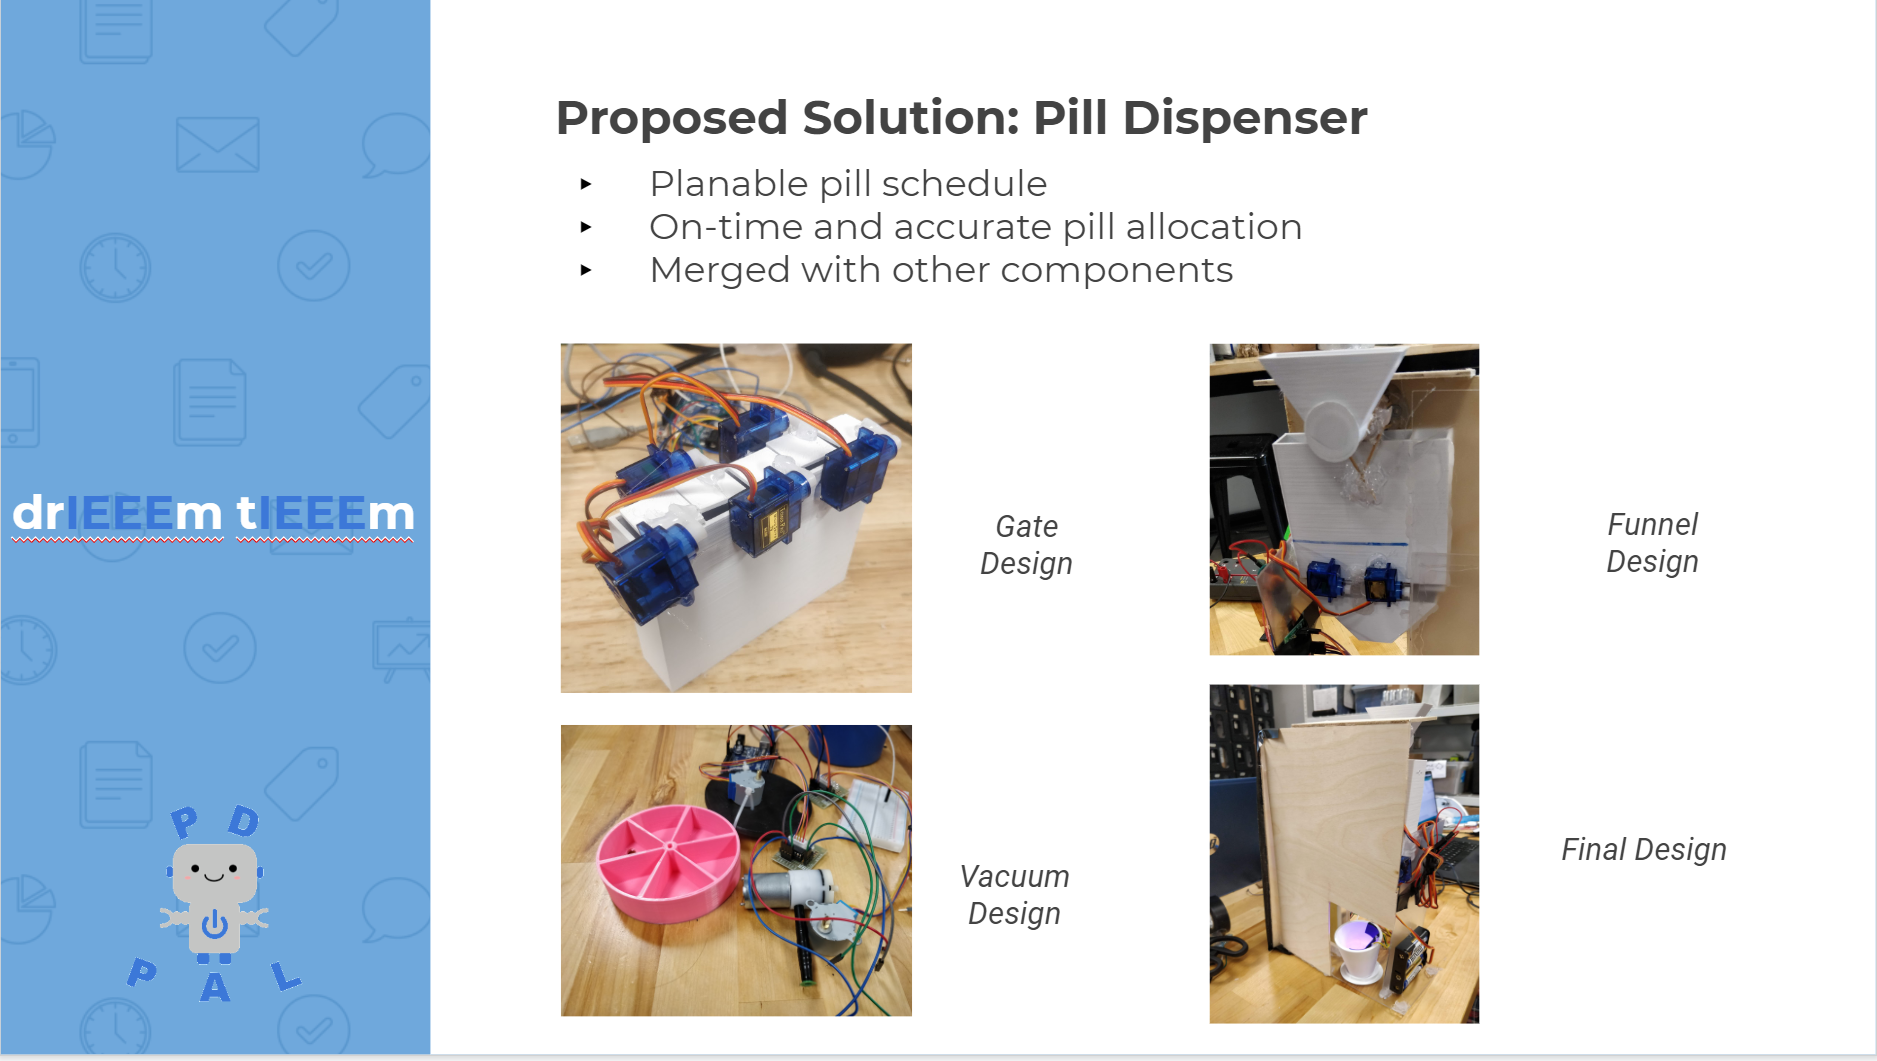 Proposed Solution: Pill Dispenser
Planable pill schedule
On-time and accurate pill allocation
Merged with other components
drIEEEm tIEEEm
Gate
Design
Funnel
Design
Vacuum
Design
Final Design
P D
P A L